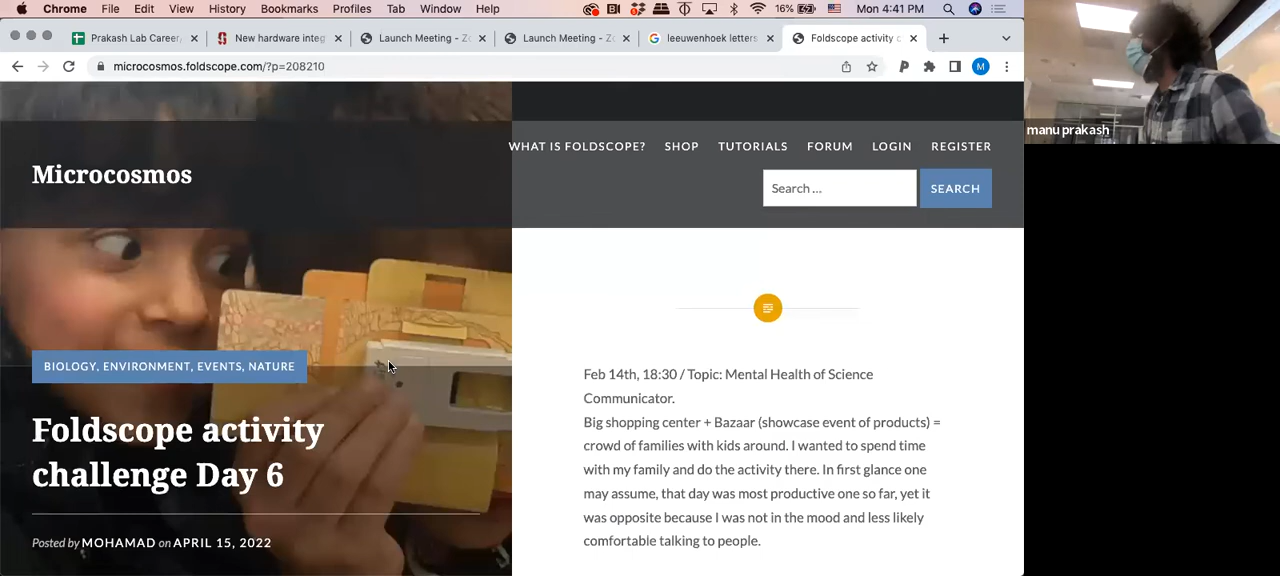 Chrome File Edit View History Bookmarks Profiles Tab Window Help 16% Mon 4:41 PM
Prakash Lab Career New hardware integ Launch Meeting - Zo Launch Meeting - Zo leeuwenhoek letters Foldscope activity c
microcosmos.foldscope.com/?p=208210
M
manu prakash
WHAT IS FOLDSCOPE? SHOP TUTORIALS FORUM LOGIN REGISTER
Microcosmos
Search ... SEARCH
BIOLOGY, ENVIRONMENT, EVENTS, NATURE
Foldscope activity
challenge Day 6
Posted by MOHAMAD on APRIL 15, 2022
Feb 14th, 18:30 / Topic: Mental Health of Science
Communicator.
Big shopping center + Bazaar (showcase event of products) =
crowd of families with kids around. I wanted to spend time
with my family and do the activity there. In first glance one
may assume, that day was most productive one so far, yet it
was opposite because I was not in the mood and less likely
comfortable talking to people.